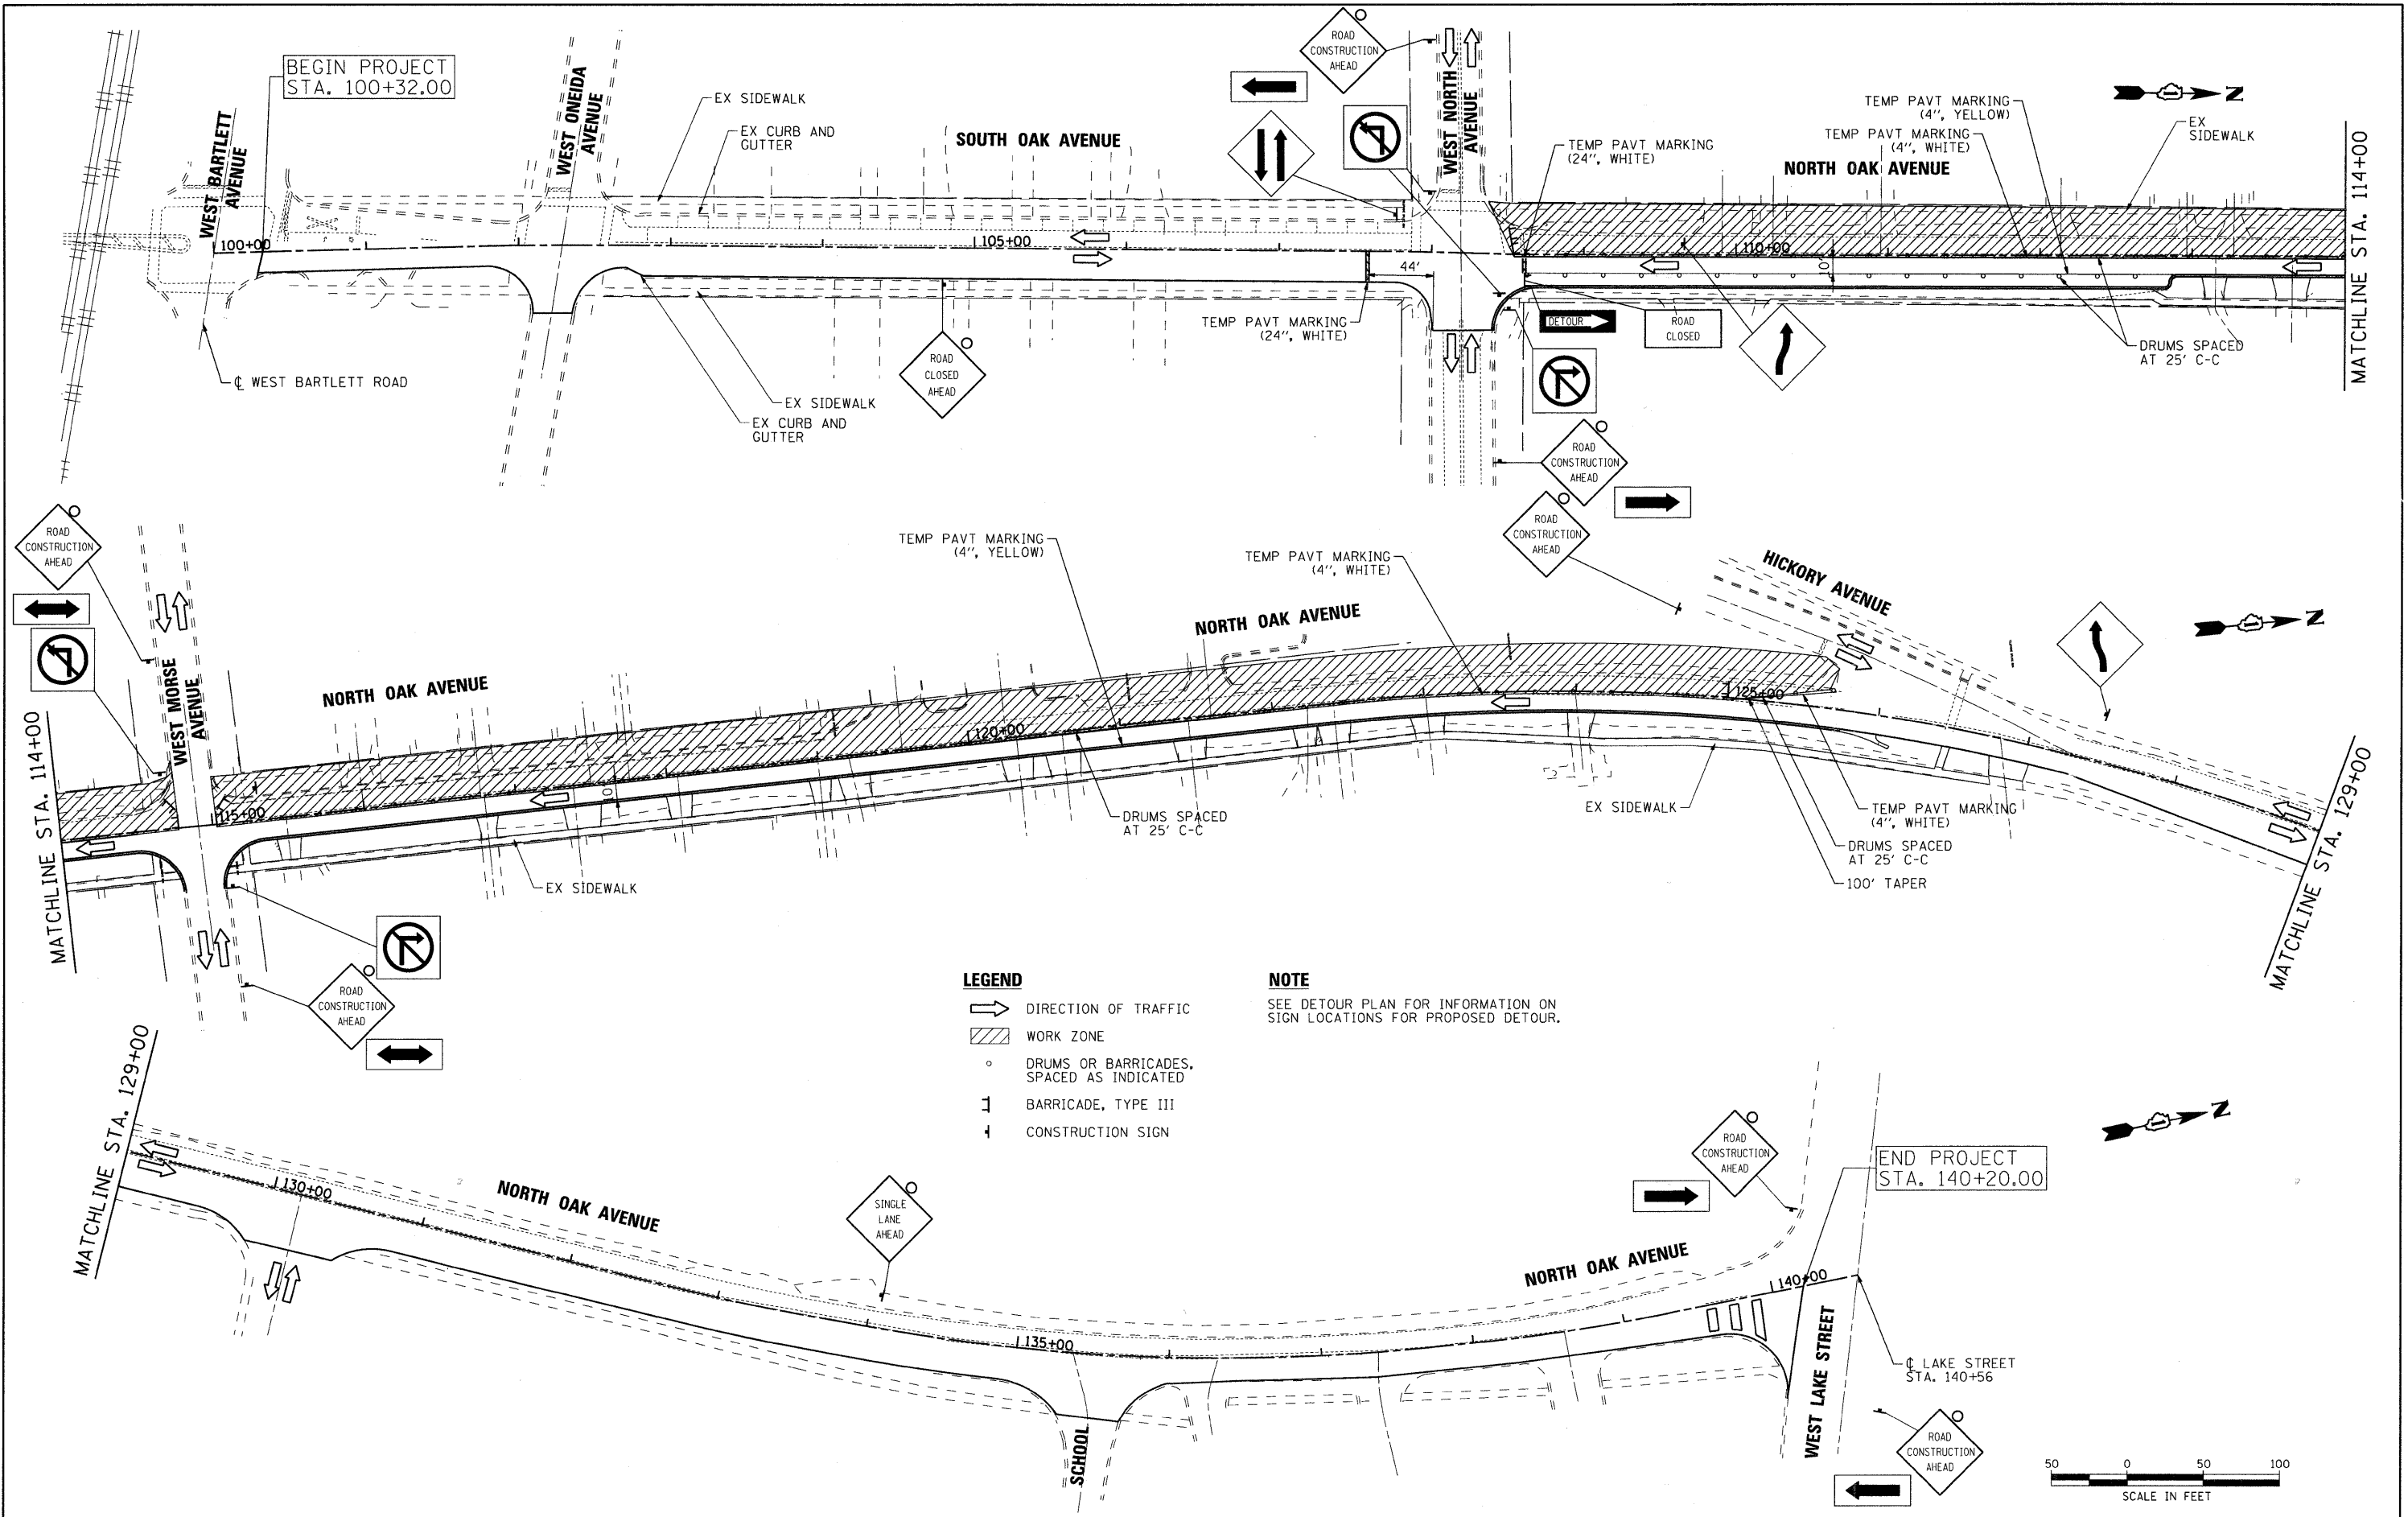 BEGIN PROJECT
STA. 100+32.00
WEST BARTLETT
AVENUE
WEST ONEIDA
AVENUE
EX SIDEWALK
EX CURB AND
GUTTER
SOUTH OAK AVENUE
ROAD
CONSTRUCTION
AHEAD
WEST NORTH
AVENUE
TEMP PAVT MARKING
(24", WHITE)
TEMP PAVT MARKING
(4", YELLOW)
TEMP PAVT MARKING
(4", WHITE)
NORTH OAK AVENUE
EX
SIDEWALK
N
MATCHLINE STA. 114+00
100+00
105+00
110+00
44'
10'
TEMP PAVT MARKING
(24", WHITE)
DETOUR
ROAD
CLOSED
DRUMS SPACED
AT 25' C-C
℄ WEST BARTLETT ROAD
ROAD
CLOSED
AHEAD
EX SIDEWALK
EX CURB AND
GUTTER
ROAD
CONSTRUCTION
AHEAD
ROAD
CONSTRUCTION
AHEAD
ROAD
CONSTRUCTION
AHEAD
TEMP PAVT MARKING
(4", YELLOW)
TEMP PAVT MARKING
(4", WHITE)
HICKORY AVENUE
NORTH OAK AVENUE
N
WEST MORSE
AVENUE
NORTH OAK AVENUE
MATCHLINE STA. 114+00
115+00
120+00
125+00
10'
DRUMS SPACED
AT 25' C-C
EX SIDEWALK
EX SIDEWALK
TEMP PAVT MARKING
(4", WHITE)
DRUMS SPACED
AT 25' C-C
100' TAPER
MATCHLINE STA. 129+00
ROAD
CONSTRUCTION
AHEAD
LEGEND
DIRECTION OF TRAFFIC
WORK ZONE
DRUMS OR BARRICADES,
SPACED AS INDICATED
BARRICADE, TYPE III
CONSTRUCTION SIGN
NOTE
SEE DETOUR PLAN FOR INFORMATION ON
SIGN LOCATIONS FOR PROPOSED DETOUR.
MATCHLINE STA. 129+00
130+00
NORTH OAK AVENUE
SINGLE
LANE
AHEAD
135+00
SCHOOL
ROAD
CONSTRUCTION
AHEAD
END PROJECT
STA. 140+20.00
N
NORTH OAK AVENUE
140+00
WEST LAKE STREET
℄ LAKE STREET
STA. 140+56
ROAD
CONSTRUCTION
AHEAD
50 0 50 100
SCALE IN FEET